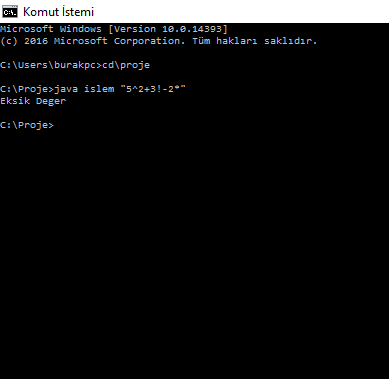 Komut İstemi
Microsoft Windows [Version 10.0.14393]
(c) 2016 Microsoft Corporation. Tüm hakları saklıdır.
C:\Users\burakpc>cd\proje
C:\Proje>java islem "5^2+3!-2*"
Eksik Deger
C:\Proje>